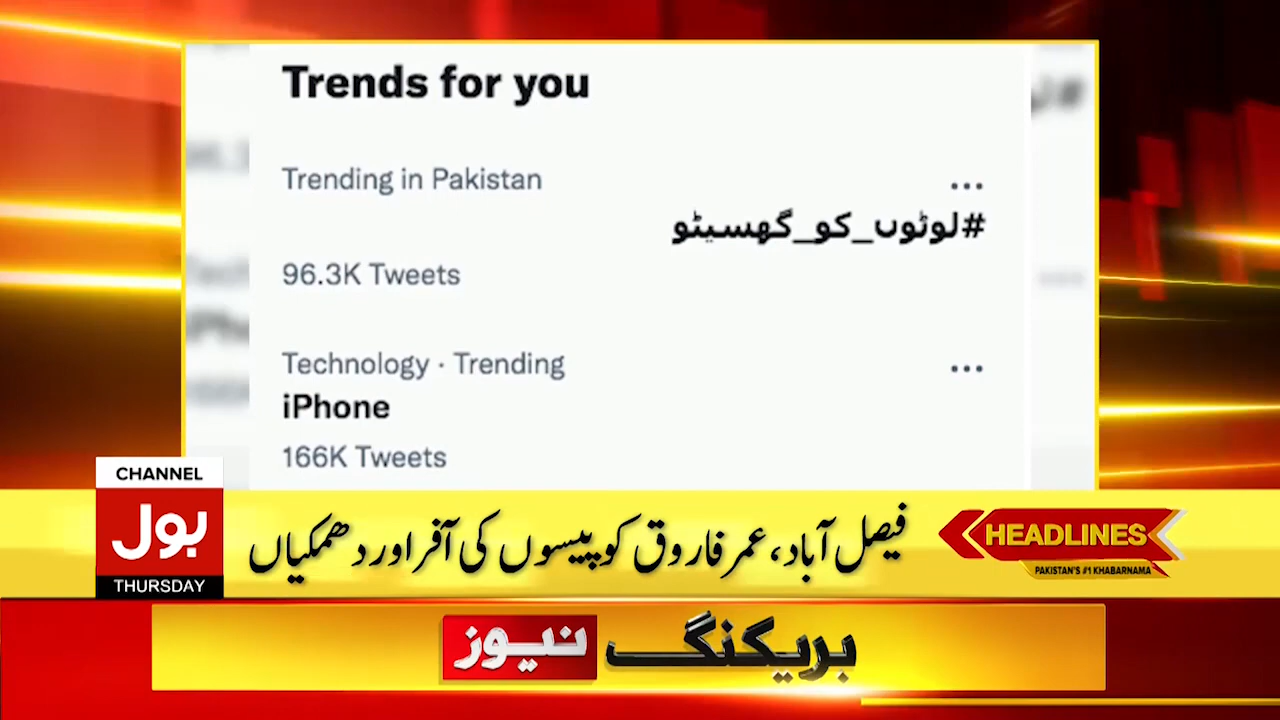 Trends for you
Trending in Pakistan
#لوٹوں_کو_گھسیٹو
96.3K Tweets
Technology · Trending
iPhone
166K Tweets
CHANNEL
بول
THURSDAY
فیصل آباد، عمر فاروق کو پیسوں کی آفر اور دھمکیاں
HEADLINES
PAKISTAN'S #1 KHABARNAMA
بریکنگ نیوز